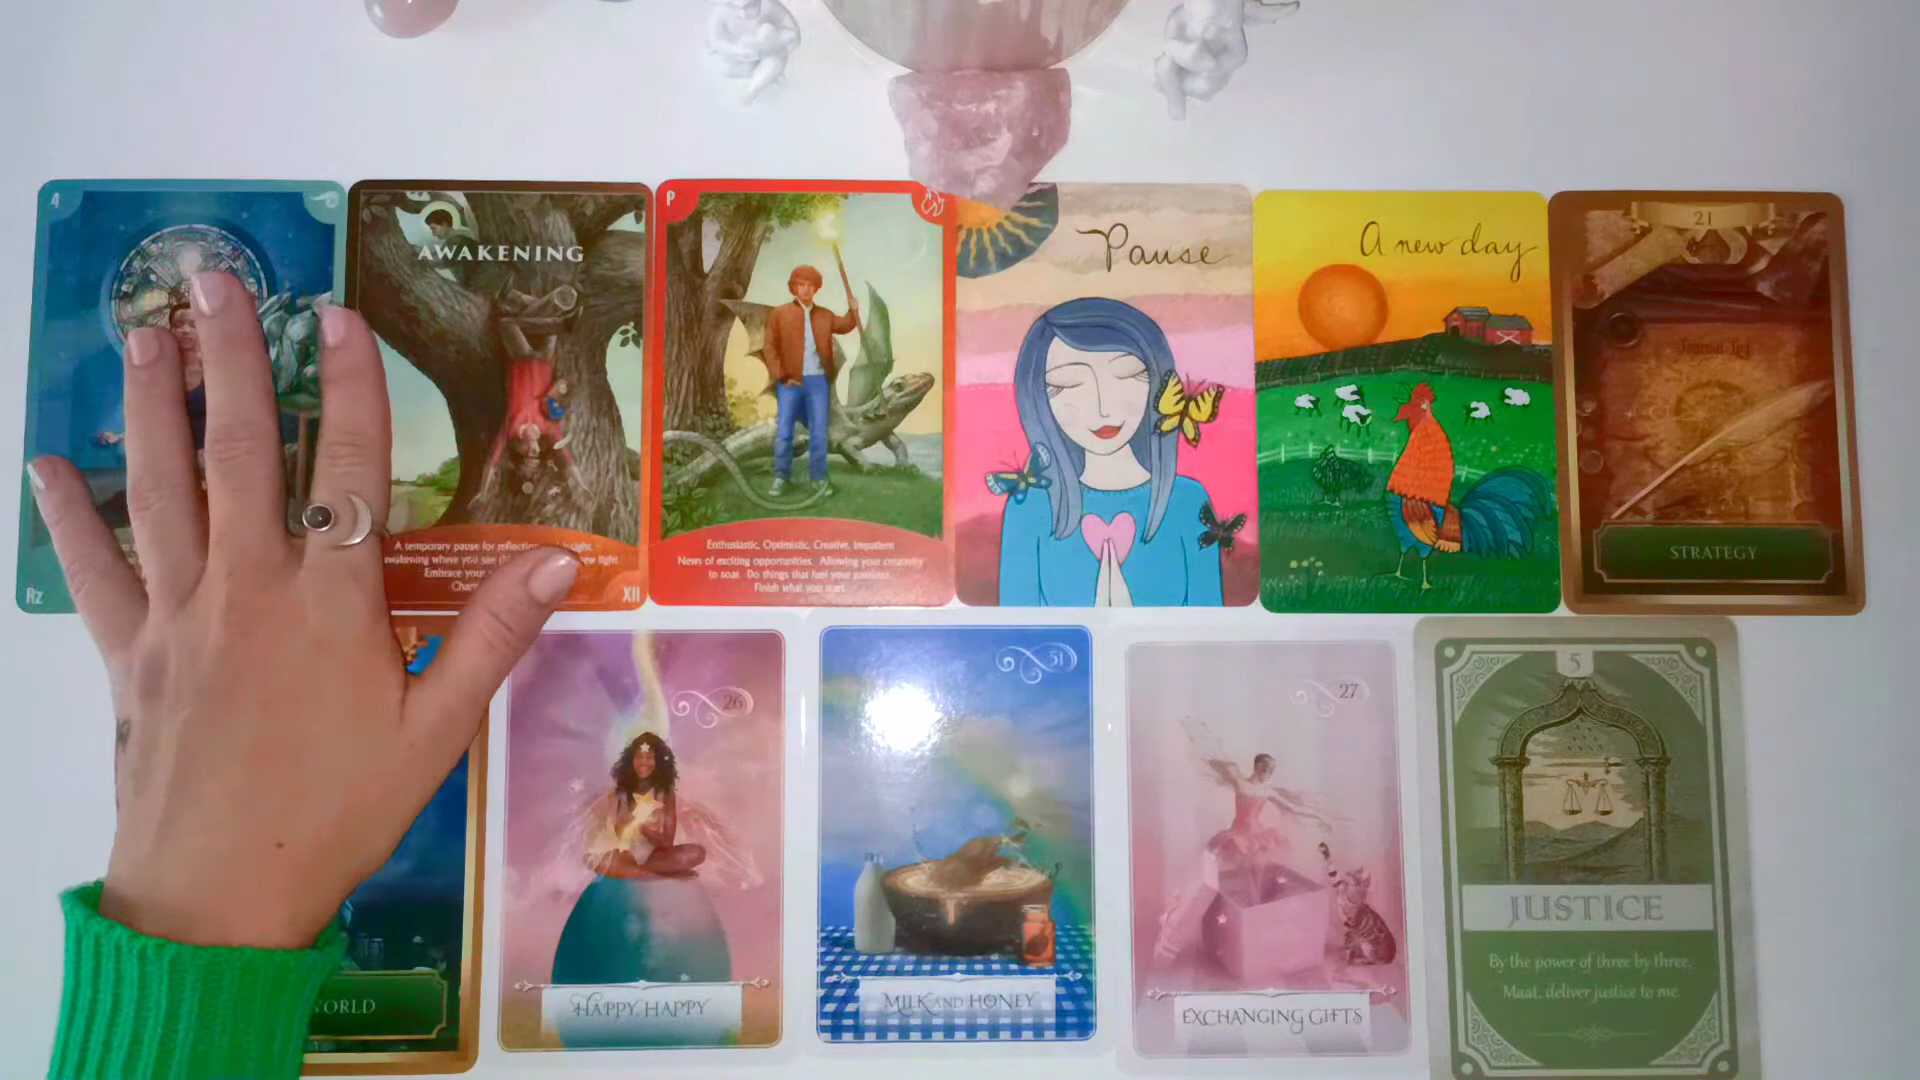 4
AWAKENING
A temporary pause for reflection
Embrace your
XII
Rz
P
Enthusiastic, Optimistic, Creative, Impatient
News of exciting opportunities. Allowing your creativity
to soar. Do things that fuel your passions.
Finish what you start.
Pause
A new day
21
STRATEGY
ORLD
26
HAPPY, HAPPY
51
MILK AND HONEY
27
EXCHANGING GIFTS
5
JUSTICE
By the power of three by three,
Maat, deliver justice to me